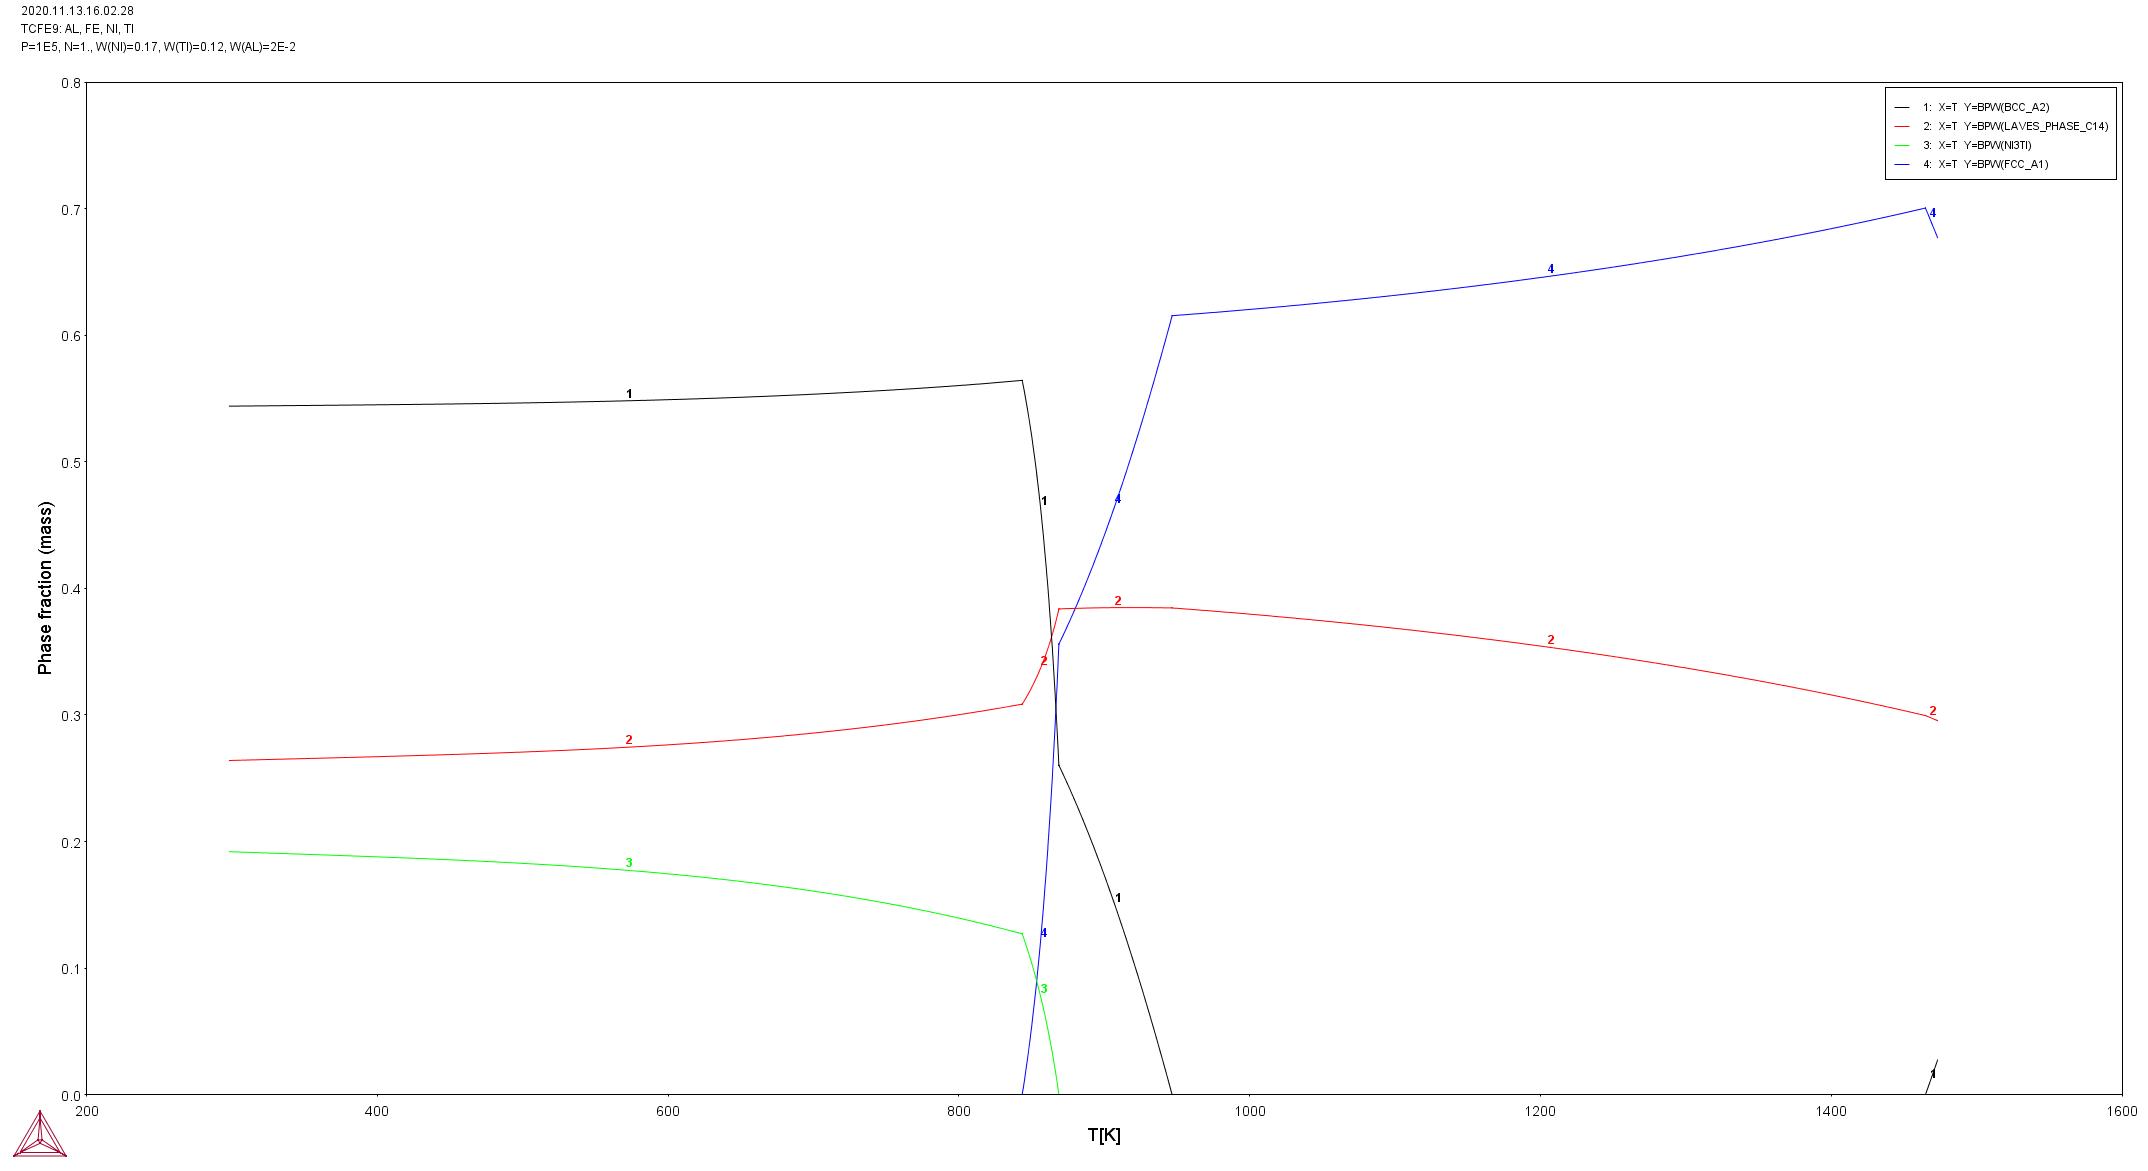 2020.11.13.16.02.28
TCFE9: AL, FE, NI, TI
P=1E5, N=1., W(NI)=0.17, W(TI)=0.12, W(AL)=2E-2
0.8
1: X=T Y=BPW(BCC_A2)
2: X=T Y=BPW(LAVES_PHASE_C14)
3: X=T Y=BPW(NI3TI)
4: X=T Y=BPW(FCC_A1)
0.7
4
4
0.6
1
0.5
1
4
Phase fraction (mass)
0.4
2
2
2
0.3
2
2
0.2
3
1
0.1
4
3
1
0.0
200 400 600 800 1000 1200 1400 1600
T[K]